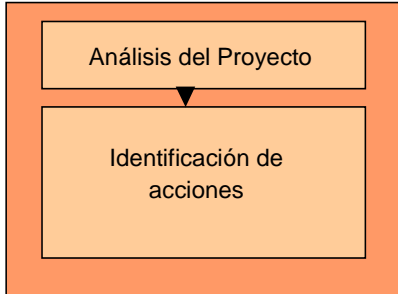 Análisis del Proyecto
Identificación de
acciones